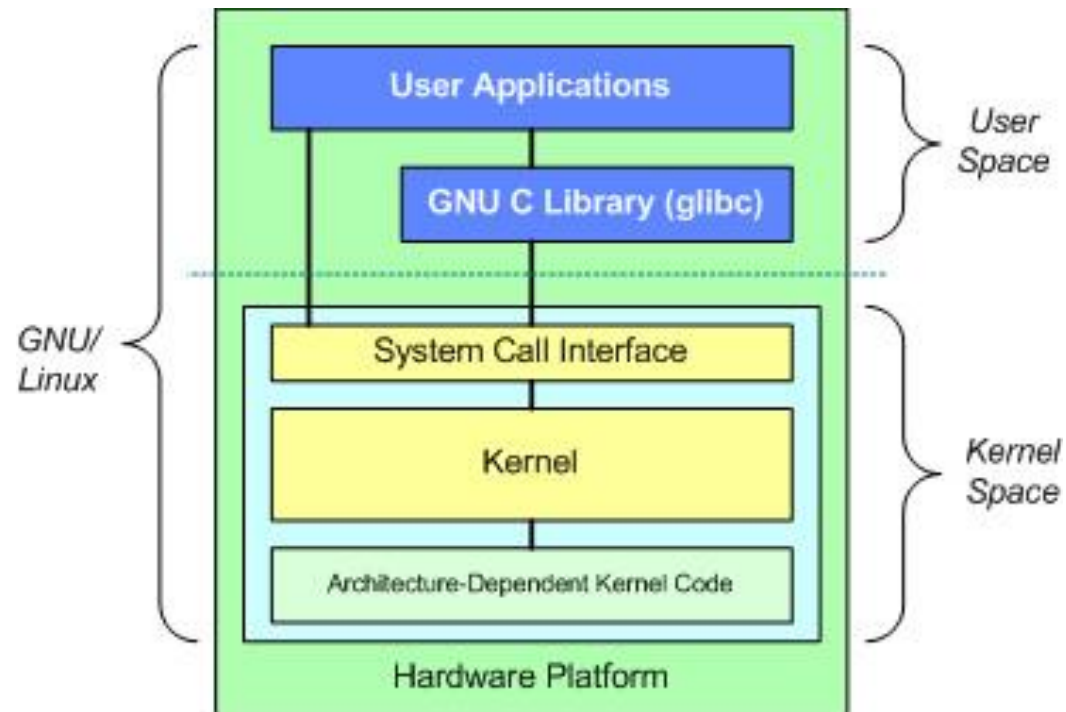 User Applications
User
Space
GNU C Library (glibc)
GNU/
Linux
System Call Interface
Kernel
Kernel
Space
Architecture-Dependent Kernel Code
Hardware Platform